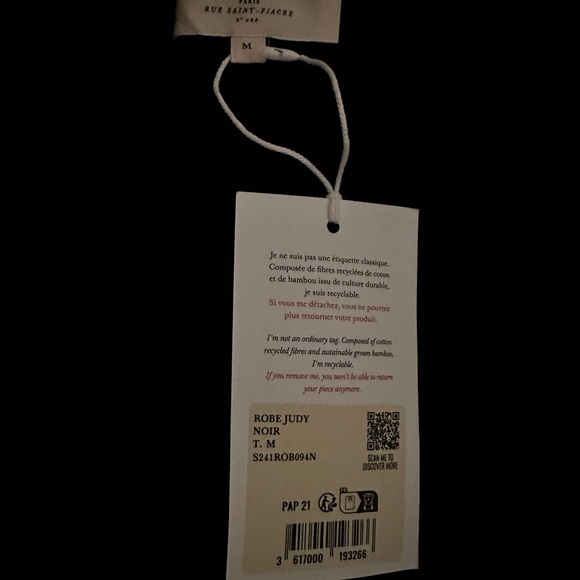 PARIS
RUE SAINT-FIACRE
2e ARR.
M
Je ne suis pas une étiquette classique.
Composée de fibres recyclées de coton
et de bambou issu de culture durable,
je suis recyclable.
Si vous me détachez, vous ne pourrez
plus retourner votre produit.
I'm not an ordinary tag. Composed of cotton
recycled fibres and sustainable grown bamboo,
I'm recyclable.
If you remove me, you won't be able to return
your piece anymore.
ROBE JUDY
NOIR
T. M
S241ROB094N
SCAN ME TO
DISCOVER MORE
PAP 21
3 617000 193266